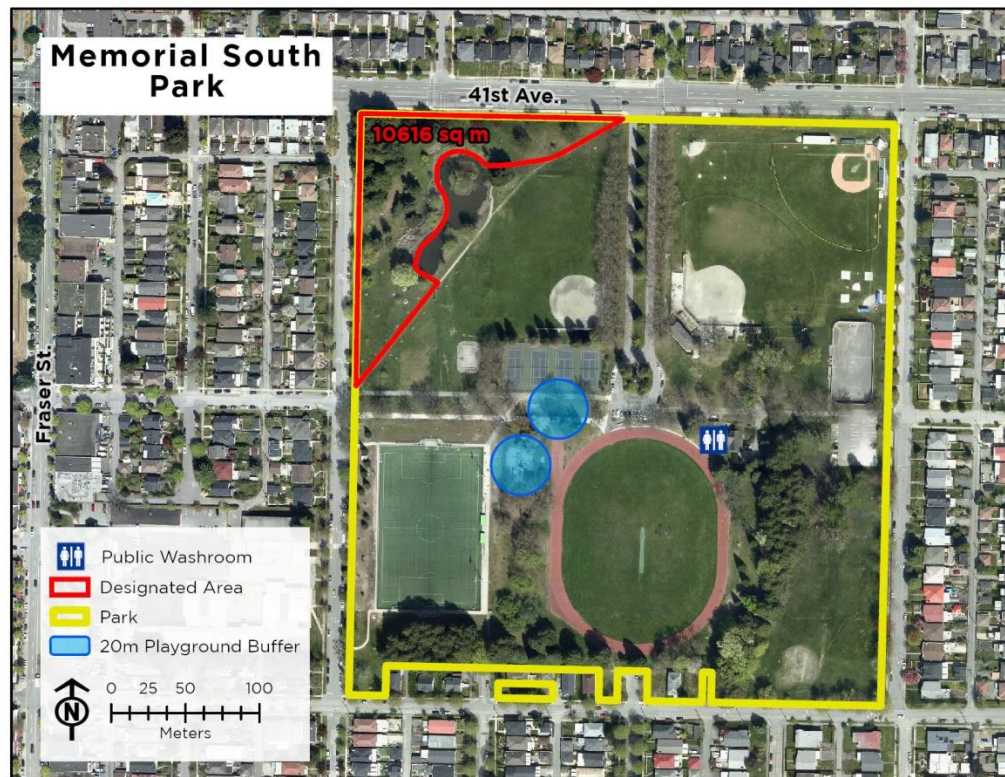 Memorial South
Park
41st Ave.
10616 sq m
Fraser St.
Public Washroom
Designated Area
Park
20m Playground Buffer
N
0 25 50 100
Meters